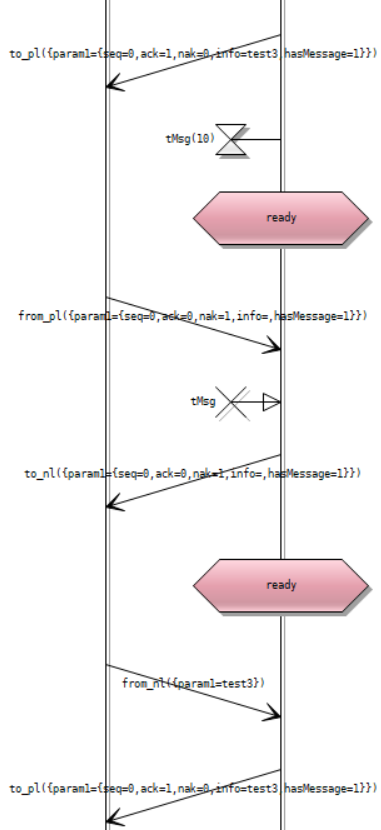 to_pl({param1={seq=0,ack=1,nak=0,info=test3,hasMessage=1}})
tMsg(10)
ready
from_pl({param1={seq=0,ack=0,nak=1,info=,hasMessage=1}})
tMsg
to_nl({param1={seq=0,ack=0,nak=1,info=,hasMessage=1}})
ready
from_nl({param1=test3})
to_pl({param1={seq=0,ack=1,nak=0,info=test3,hasMessage=1}})